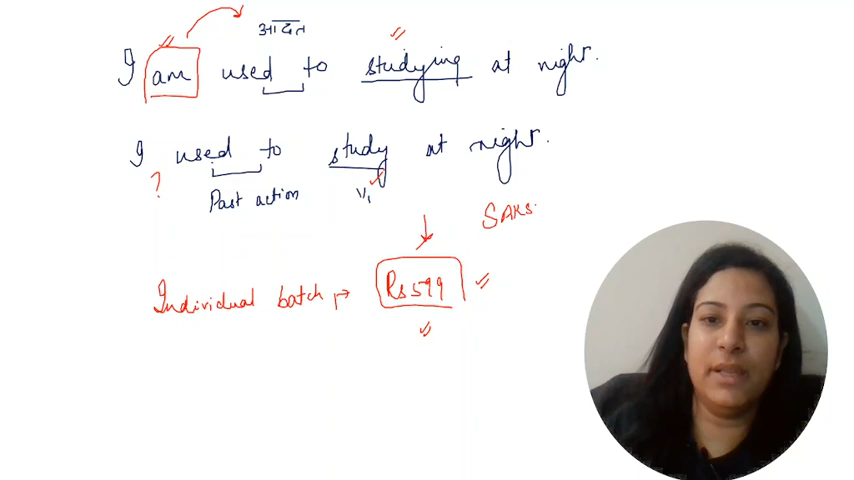 आदत
I am used to studying at night.
I used to study at night.
?
Past action
V1
SAKS
Individual batch → Rs 599